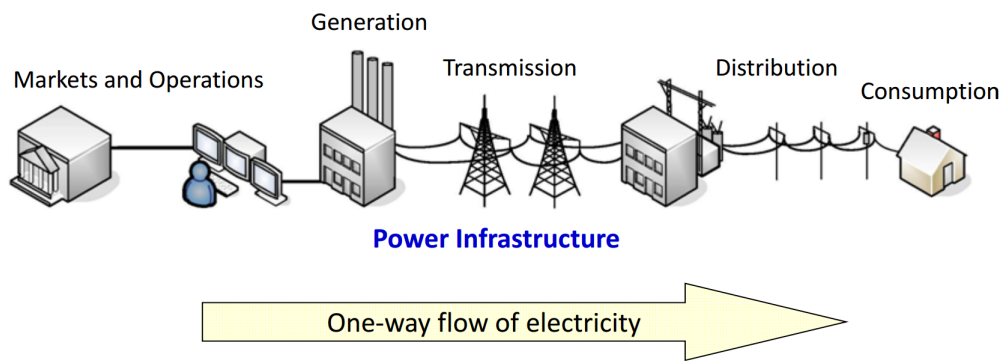 Generation
Markets and Operations
Transmission
Distribution
Consumption
Power Infrastructure
One-way flow of electricity